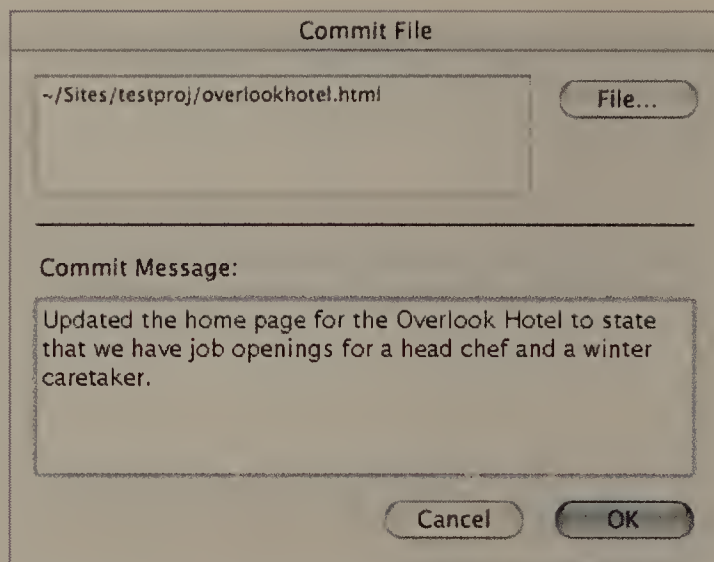 Commit File
~/Sites/testproj/overlookhotel.html
File...
Commit Message:
Updated the home page for the Overlook Hotel to state
that we have job openings for a head chef and a winter
caretaker.
Cancel
OK